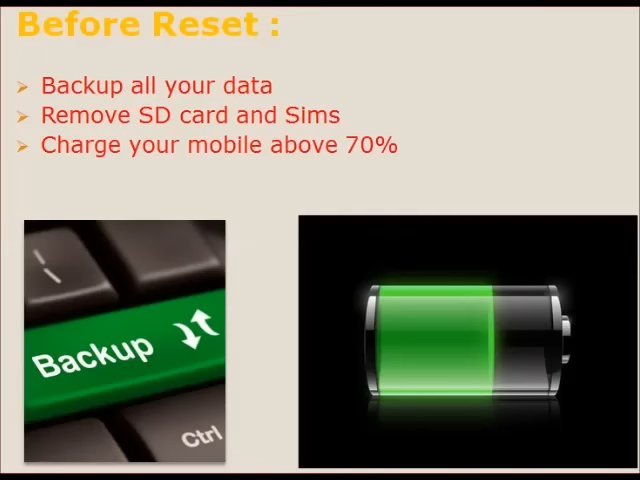 Before Reset :
Backup all your data
Remove SD card and Sims
Charge your mobile above 70%
Backup
Ctrl